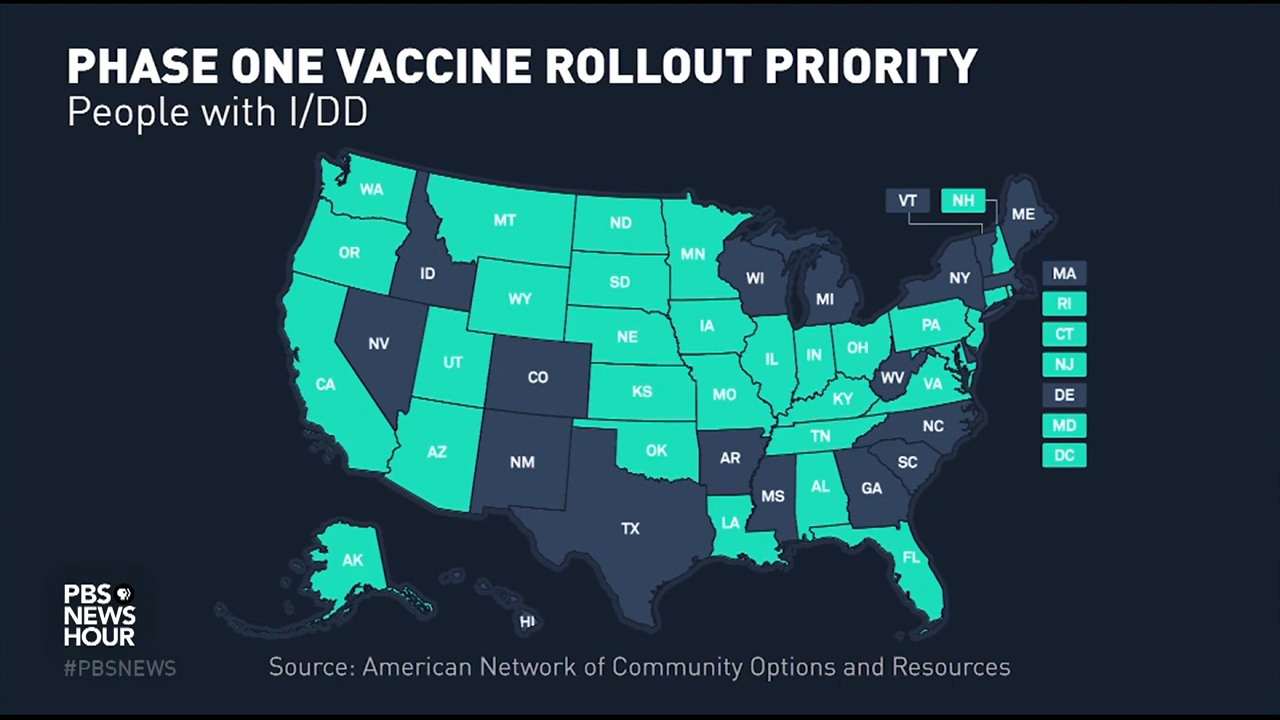 PHASE ONE VACCINE ROLLOUT PRIORITY
People with I/DD
WA
MT
ND
MN
VT
NH
ME
OR
ID
WY
SD
WI
MI
NY
MA
RI
NV
UT
CO
NE
IA
IL
IN
OH
PA
CT
NJ
CA
KS
MO
KY
WV
VA
DE
MD
AZ
NM
OK
AR
TN
NC
SC
DC
TX
LA
MS
AL
GA
FL
AK
HI
PBS
NEWS
HOUR
#PBSNEWS
Source: American Network of Community Options and Resources